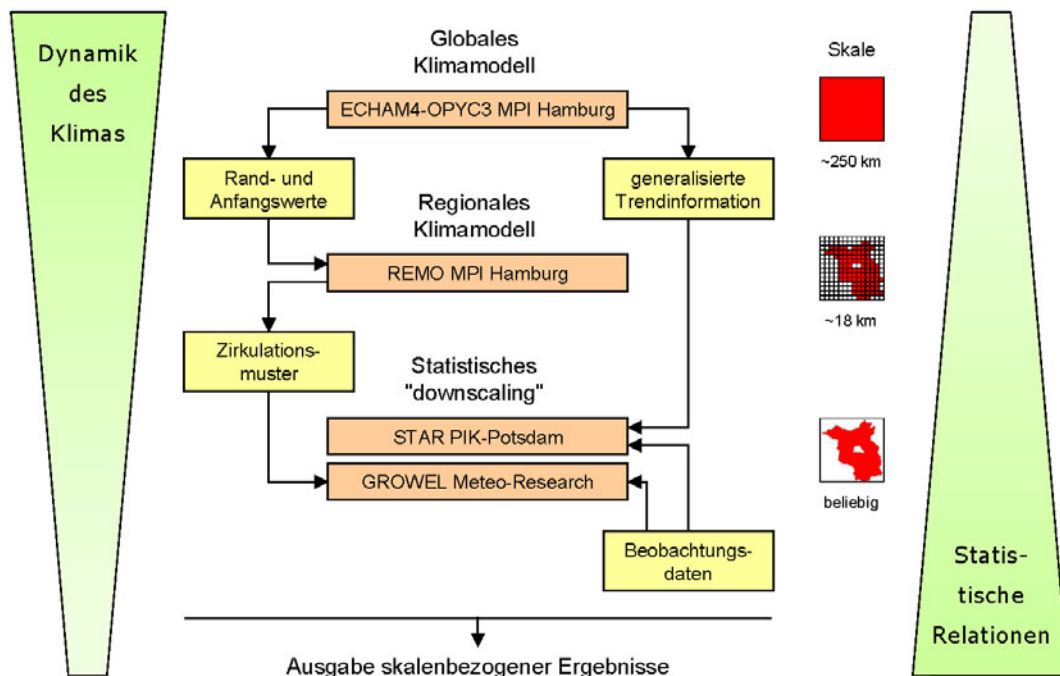 Dynamik
des
Klimas
Globales
Klimamodell
ECHAM4-OPYC3 MPI Hamburg
Rand- und
Anfangswerte
generalisierte
Trendinformation
Regionales
Klimamodell
REMO MPI Hamburg
Zirkulations-
muster
Statistisches
"downscaling"
STAR PIK-Potsdam
GROWEL Meteo-Research
Beobachtungs-
daten
Ausgabe skalenbezogener Ergebnisse
Skale
~250 km
~18 km
beliebig
Statis-
tische
Relationen